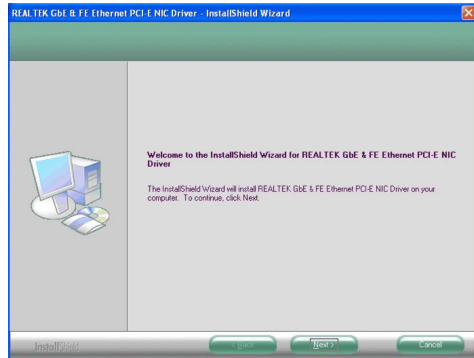 REALTEK GbE & FE Ethernet PCI-E NIC Driver - InstallShield Wizard
Welcome to the InstallShield Wizard for REALTEK GbE & FE Ethernet PCI-E NIC
Driver
The InstallShield Wizard will install REALTEK GbE & FE Ethernet PCI-E NIC Driver on your
computer. To continue, click Next.
InstallShield
< Back
Next >
Cancel